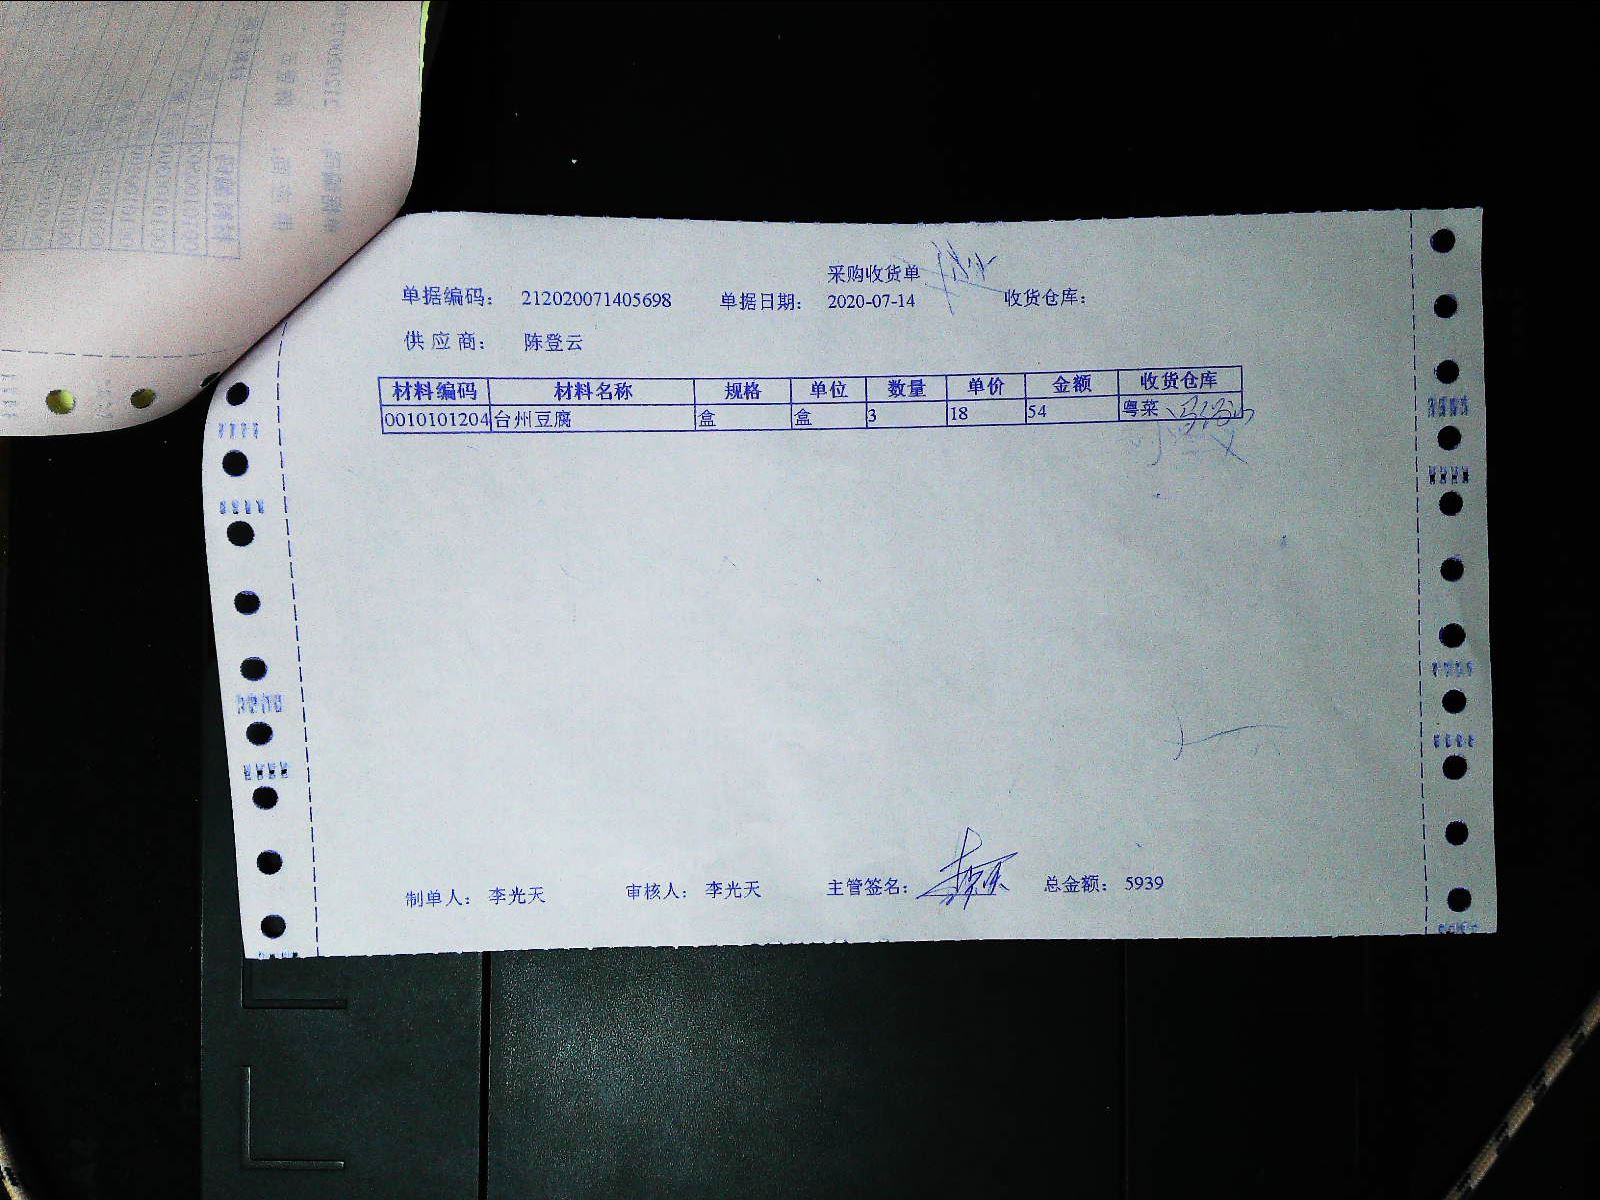 采购收货单
单据编码: 212020071405698 单据日期: 2020-07-14 收货仓库:
供应商: 陈登云
材料编码 材料名称 规格 单位 数量 单价 金额 收货仓库
0010101204 台州豆腐 盒 盒 3 18 54 粤菜
制单人: 李光天 审核人: 李光天 主管签名: 总金额: 5939